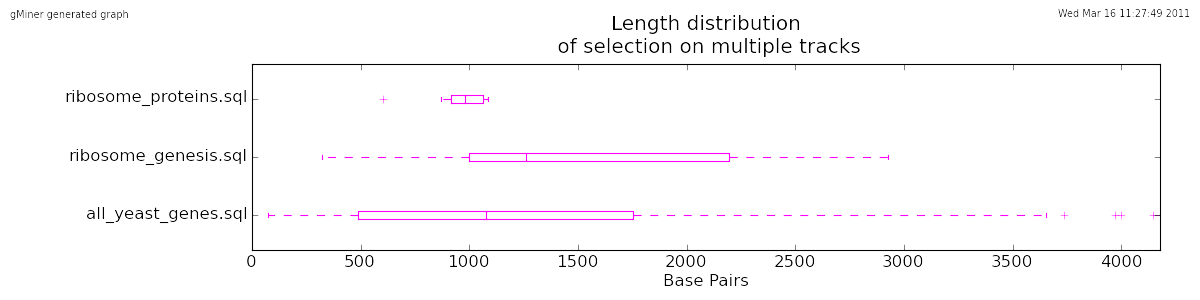 gMiner generated graph
Wed Mar 16 11:27:49 2011
Length distribution
of selection on multiple tracks
ribosome_proteins.sql
ribosome_genesis.sql
all_yeast_genes.sql
0 500 1000 1500 2000 2500 3000 3500 4000
Base Pairs